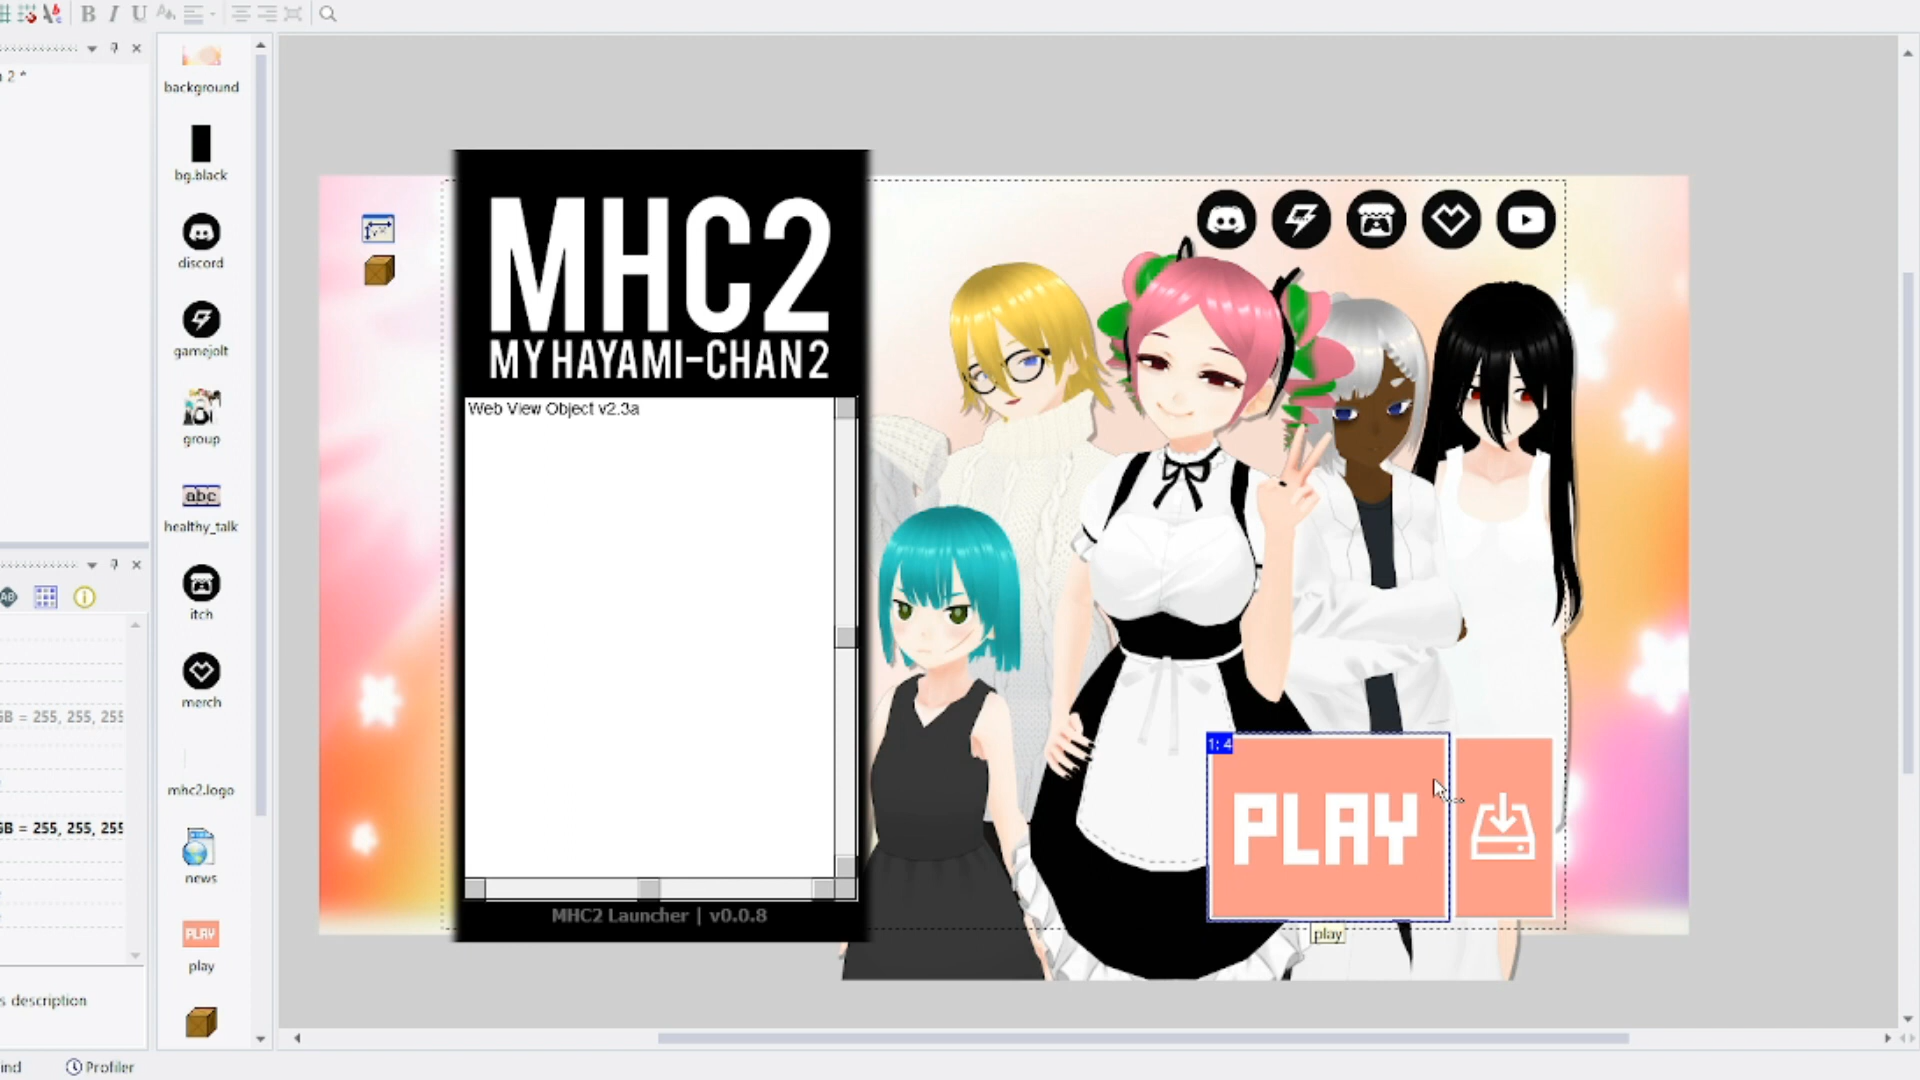 B I U
n 2 *
background
bg.black
discord
gamejolt
group
abc
healthy_talk
itch
merch
mhc2.logo
news
PLAY
play
GB = 255, 255, 255
GB = 255, 255, 255
s description
ind
Profiler
MHC2
MY HAYAMI-CHAN 2
Web View Object v2.3a
MHC2 Launcher | v0.0.8
1: 4
PLAY
play